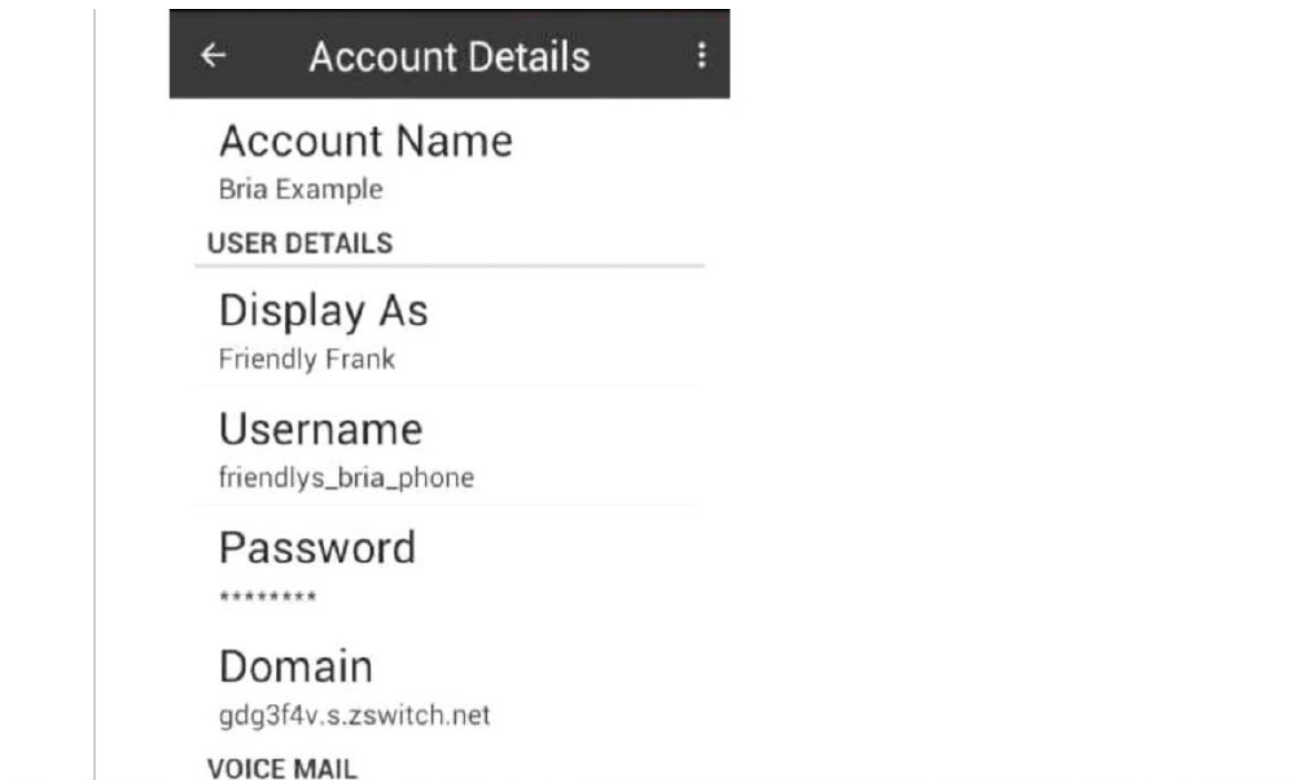 Account Details
Account Name
Bria Example
USER DETAILS
Display As
Friendly Frank
Username
friendlys_bria_phone
Password
********
Domain
gdg3f4v.s.zswitch.net
VOICE MAIL